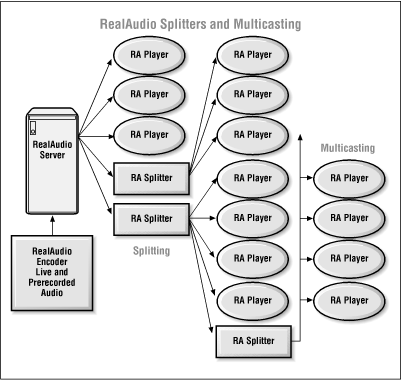 RealAudio Splitters and Multicasting
RA Player
RA Player
RA Player
RA Player
RA Player
RA Player
RealAudio
Server
RA Splitter
RA Splitter
Splitting
RealAudio
Encoder
Live and
Prerecorded
Audio
RA Player
RA Player
RA Player
RA Player
RA Splitter
Multicasting
RA Player
RA Player
RA Player
RA Player